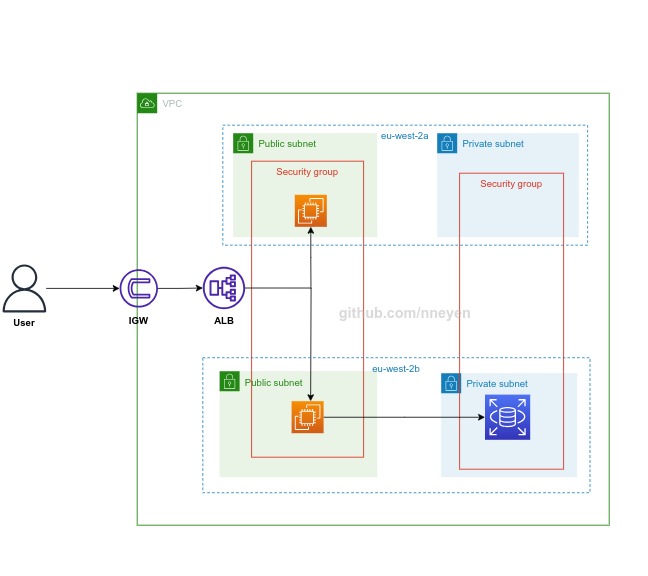 VPC
eu-west-2a
Public subnet
Private subnet
Security group
Security group
User
IGW
ALB
github.com/nneyen
eu-west-2b
Public subnet
Private subnet